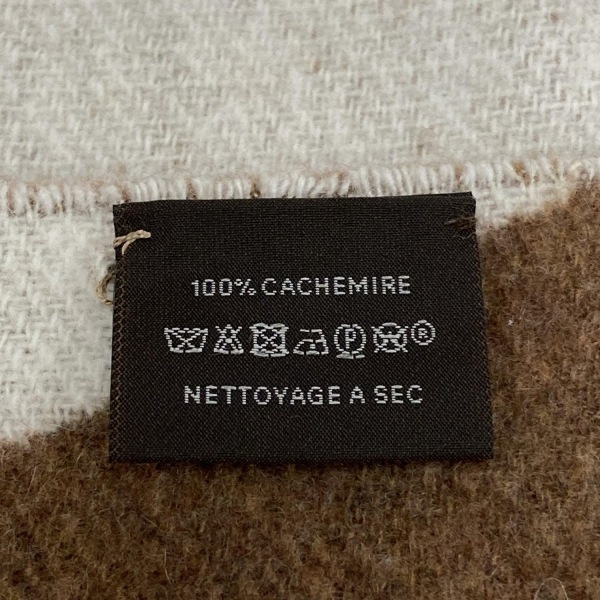 100% CACHEMIRE
P ®
NETTOYAGE A SEC